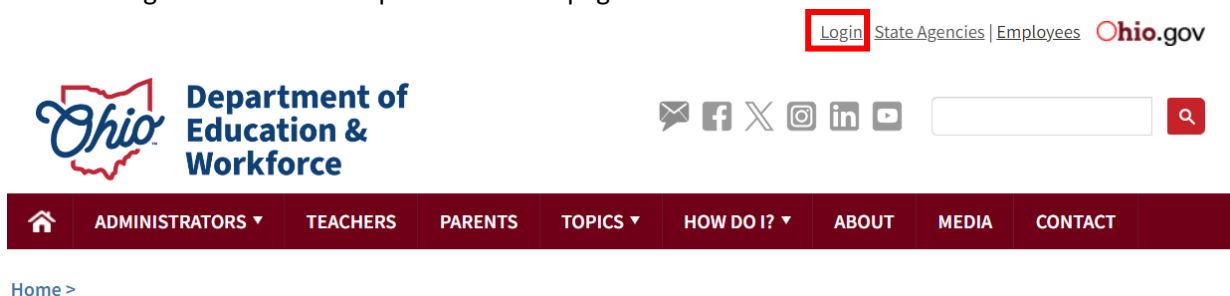 Login State Agencies | Employees Ohio.gov
Ohio Department of
Education &
Workforce
ADMINISTRATORS ▼ TEACHERS PARENTS TOPICS ▼ HOW DO I? ▼ ABOUT MEDIA CONTACT
Home >